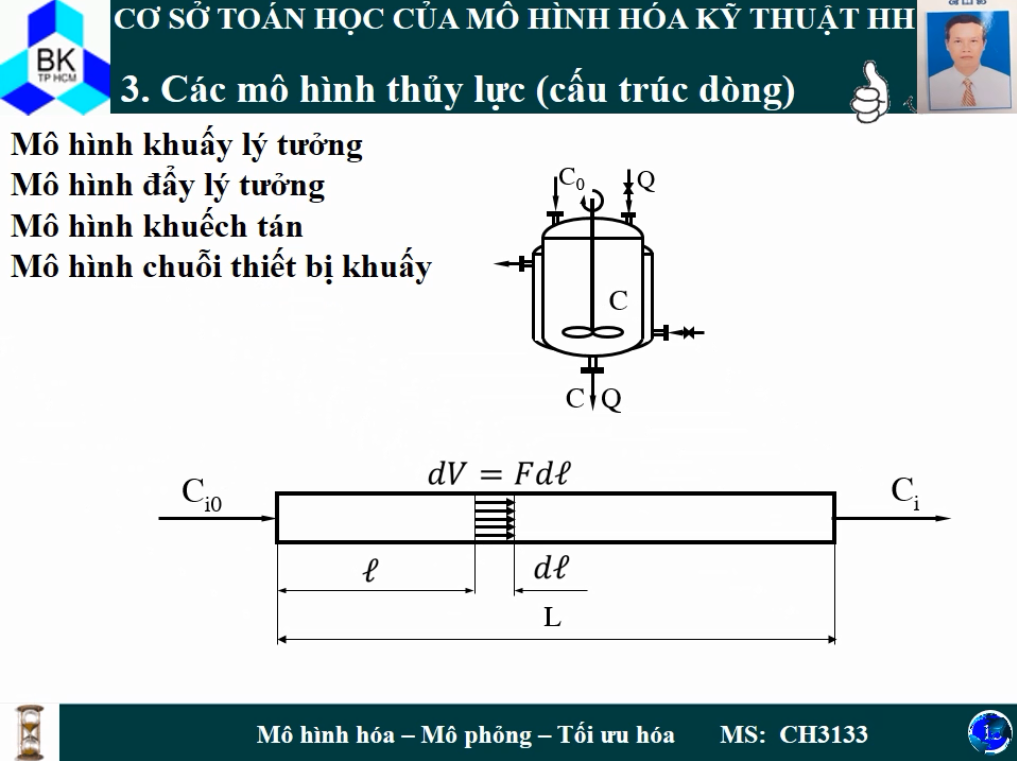 CƠ SỞ TOÁN HỌC CỦA MÔ HÌNH HÓA KỸ THUẬT HH
BK
TP HCM
3. Các mô hình thủy lực (cấu trúc dòng)
Mô hình khuấy lý tưởng
Mô hình đẩy lý tưởng
Mô hình khuếch tán
Mô hình chuỗi thiết bị khuấy
C₀ Q
C
C Q
dV = Fdℓ
C_i0 C_i
ℓ dℓ
L
Mô hình hóa – Mô phỏng – Tối ưu hóa MS: CH3133